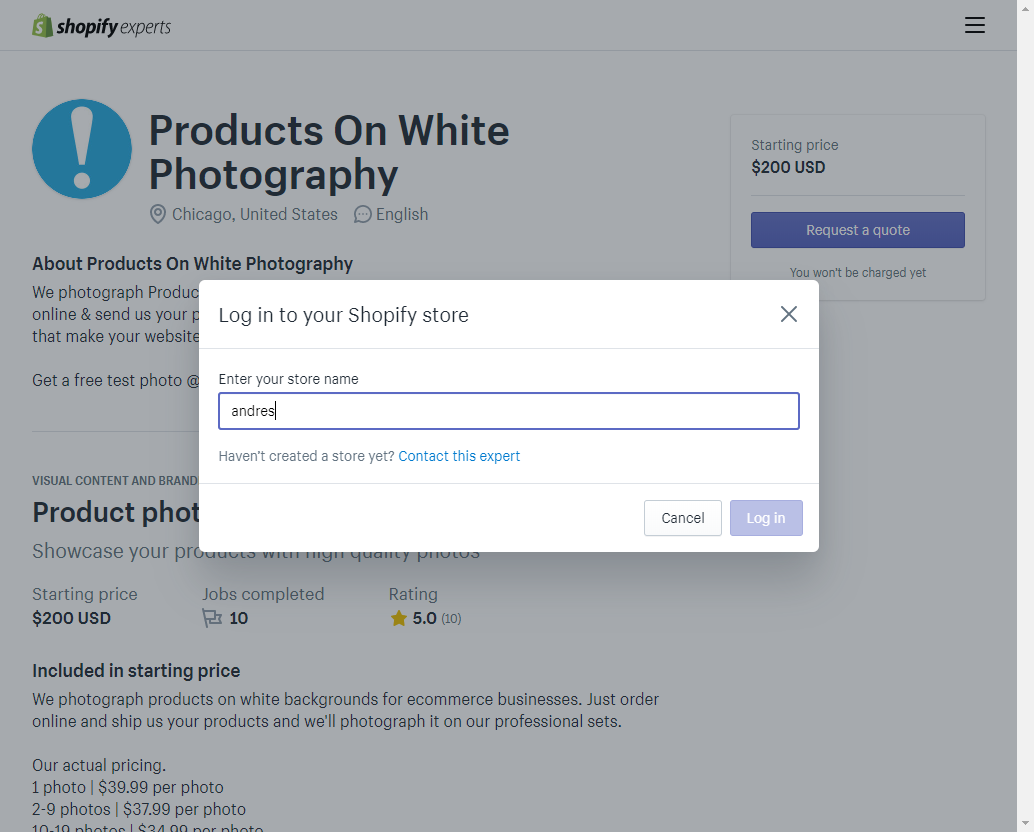 shopify experts
Products On White
Photography
Chicago, United States English
Starting price
$200 USD
Request a quote
You won't be charged yet
About Products On White Photography
We photograph Produc
online & send us your p
that make your website
Get a free test photo @
Log in to your Shopify store
Enter your store name
andres
Haven't created a store yet? Contact this expert
Cancel Log in
VISUAL CONTENT AND BRAND
Product phot
Showcase your products with high quality photos
Starting price Jobs completed Rating
$200 USD 10 5.0 (10)
Included in starting price
We photograph products on white backgrounds for ecommerce businesses. Just order
online and ship us your products and we'll photograph it on our professional sets.
Our actual pricing.
1 photo | $39.99 per photo
2-9 photos | $37.99 per photo
10-19 photos | $34.99 per photo